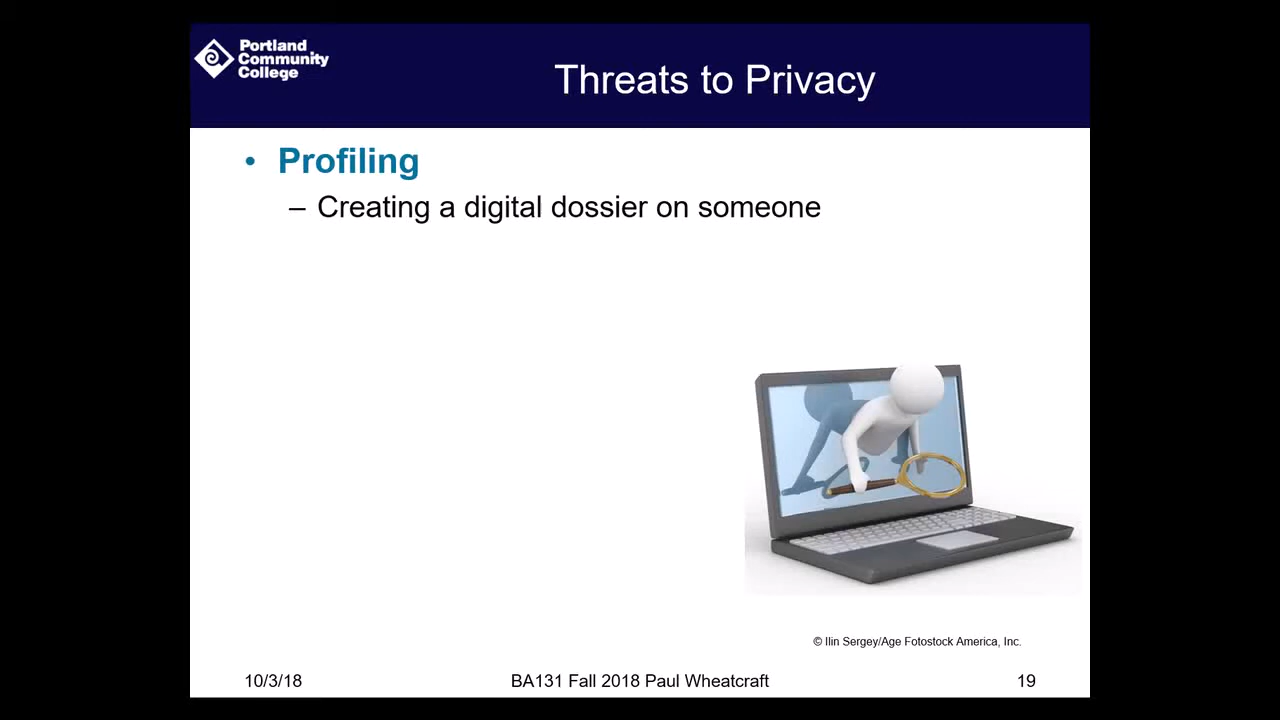 Portland
Community
College
Threats to Privacy
• Profiling
– Creating a digital dossier on someone
© Ilin Sergey/Age Fotostock America, Inc.
10/3/18 BA131 Fall 2018 Paul Wheatcraft 19